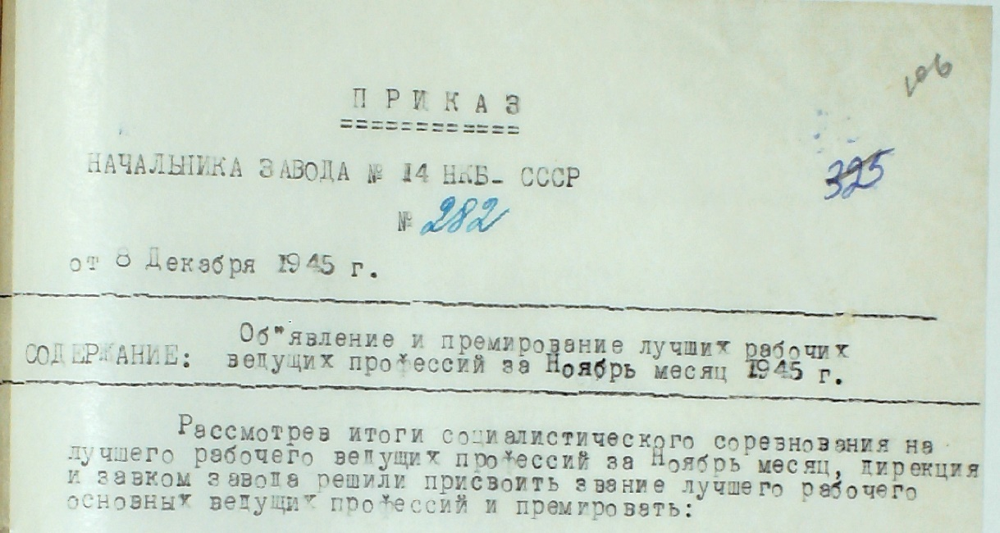 106
П Р И К А З
============
НАЧАЛЬНИКА ЗАВОДА № 14 НКБ- СССР
325
№ 282
от 8 Декабря 1945 г.
СОДЕРЖАНИЕ: Об"явление и премирование лучших рабочих
ведущих профессий за Ноябрь месяц 1945 г.
Рассмотрев итоги социалистического соревнования на
лучшего рабочего ведущих профессий за Ноябрь месяц, дирекция
и завком завода решили присвоить звание лучшего рабочего
основных ведущих профессий и премировать: